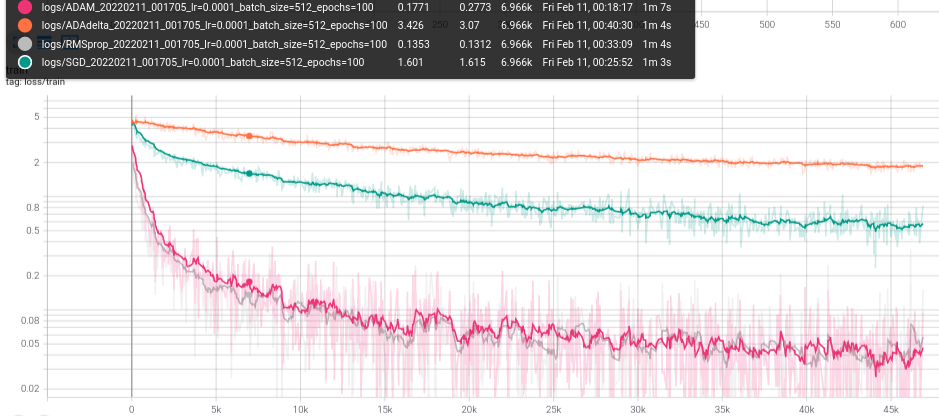 logs/ADAM_20220211_001705_lr=0.0001_batch_size=512_epochs=100 0.1771 0.2773 6.966k Fri Feb 11, 00:18:17 1m 7s
450 500 550 600
logs/ADAdelta_20220211_001705_lr=0.0001_batch_size=512_epochs=100 3.426 3.07 6.966k Fri Feb 11, 00:40:30 1m 4s
logs/RMSprop_20220211_001705_lr=0.0001_batch_size=512_epochs=100 0.1353 0.1312 6.966k Fri Feb 11, 00:33:09 1m 4s
logs/SGD_20220211_001705_lr=0.0001_batch_size=512_epochs=100 1.601 1.615 6.966k Fri Feb 11, 00:25:52 1m 3s
train
tag: loss/train
5
2
0.8
0.5
0.2
0.08
0.05
0.02
0 5k 10k 15k 20k 25k 30k 35k 40k 45k